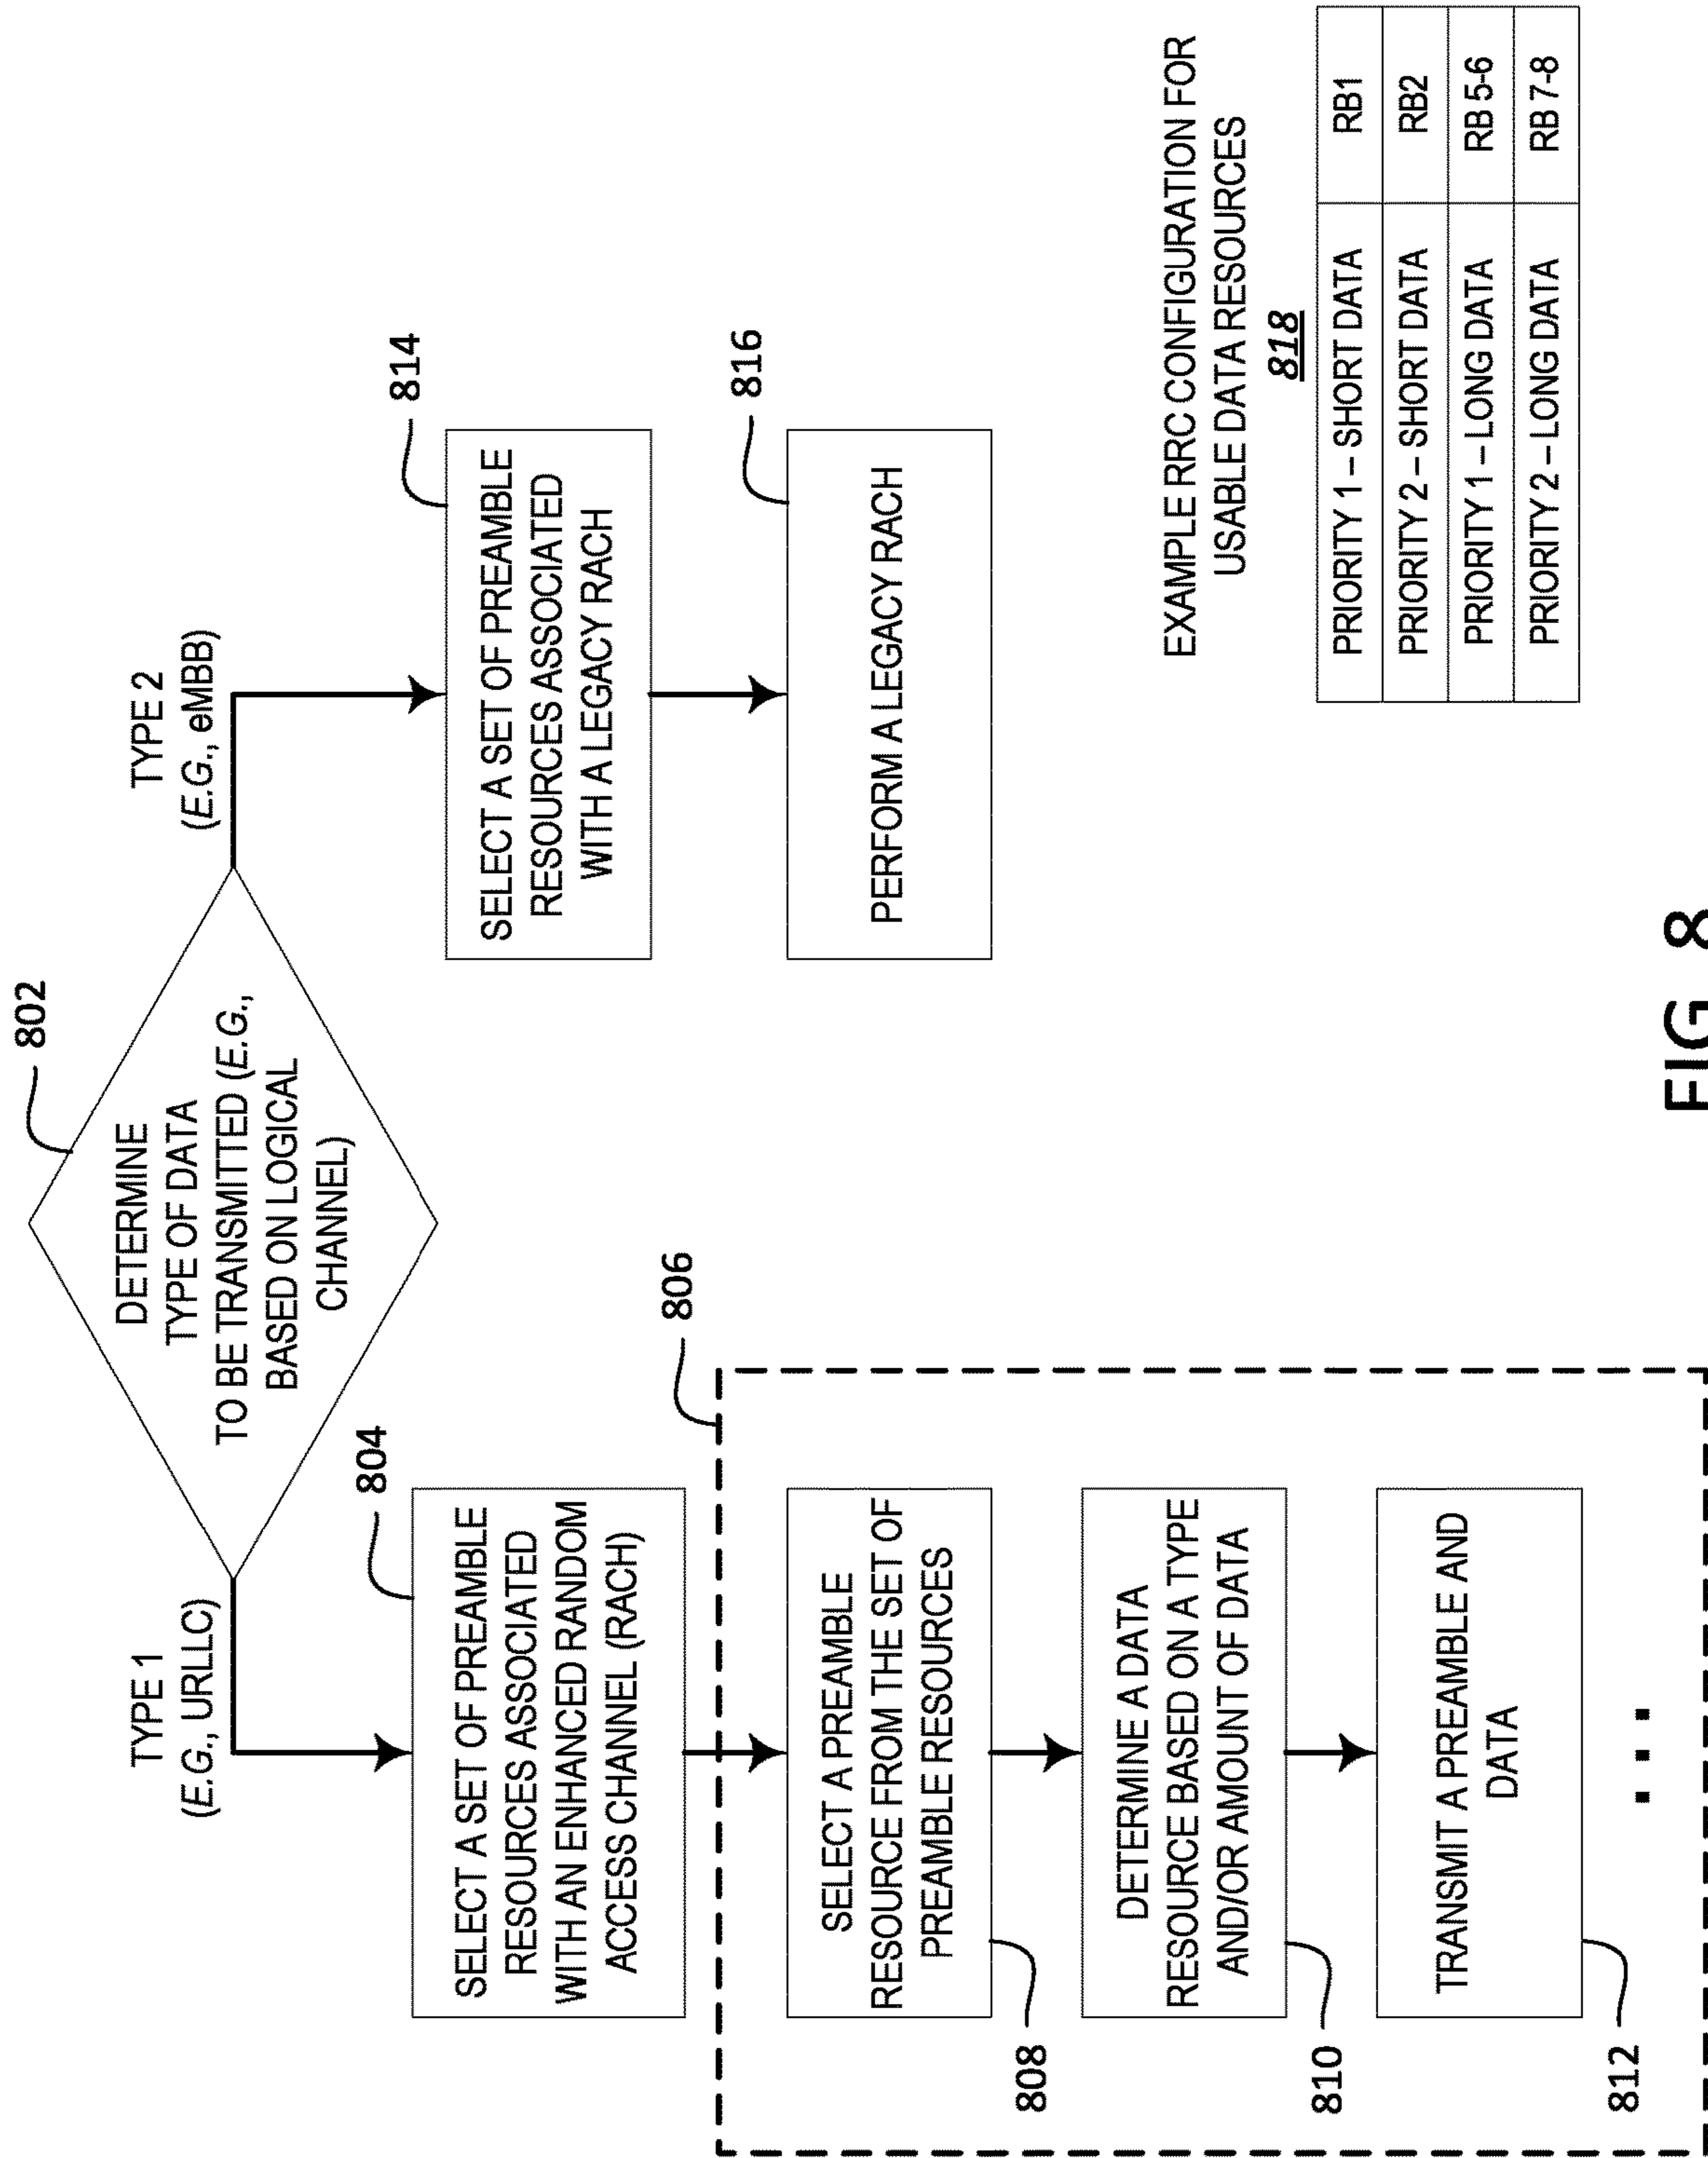 802
DETERMINE
TYPE OF DATA
TO BE TRANSMITTED (E.G.,
BASED ON LOGICAL
CHANNEL)
TYPE 1
(E.G., URLLC)
804
SELECT A SET OF PREAMBLE
RESOURCES ASSOCIATED
WITH AN ENHANCED RANDOM
ACCESS CHANNEL (RACH)
806
SELECT A PREAMBLE
RESOURCE FROM THE SET OF
PREAMBLE RESOURCES
808
DETERMINE A DATA
RESOURCE BASED ON A TYPE
AND/OR AMOUNT OF DATA
810
TRANSMIT A PREAMBLE AND
DATA
812
TYPE 2
(E.G., eMBB)
814
SELECT A SET OF PREAMBLE
RESOURCES ASSOCIATED
WITH A LEGACY RACH
816
PERFORM A LEGACY RACH
EXAMPLE RRC CONFIGURATION FOR
USABLE DATA RESOURCES
818
PRIORITY 1 – SHORT DATA RB1
PRIORITY 2 – SHORT DATA RB2
PRIORITY 1 – LONG DATA RB 5-6
PRIORITY 2 – LONG DATA RB 7-8
FIG 8